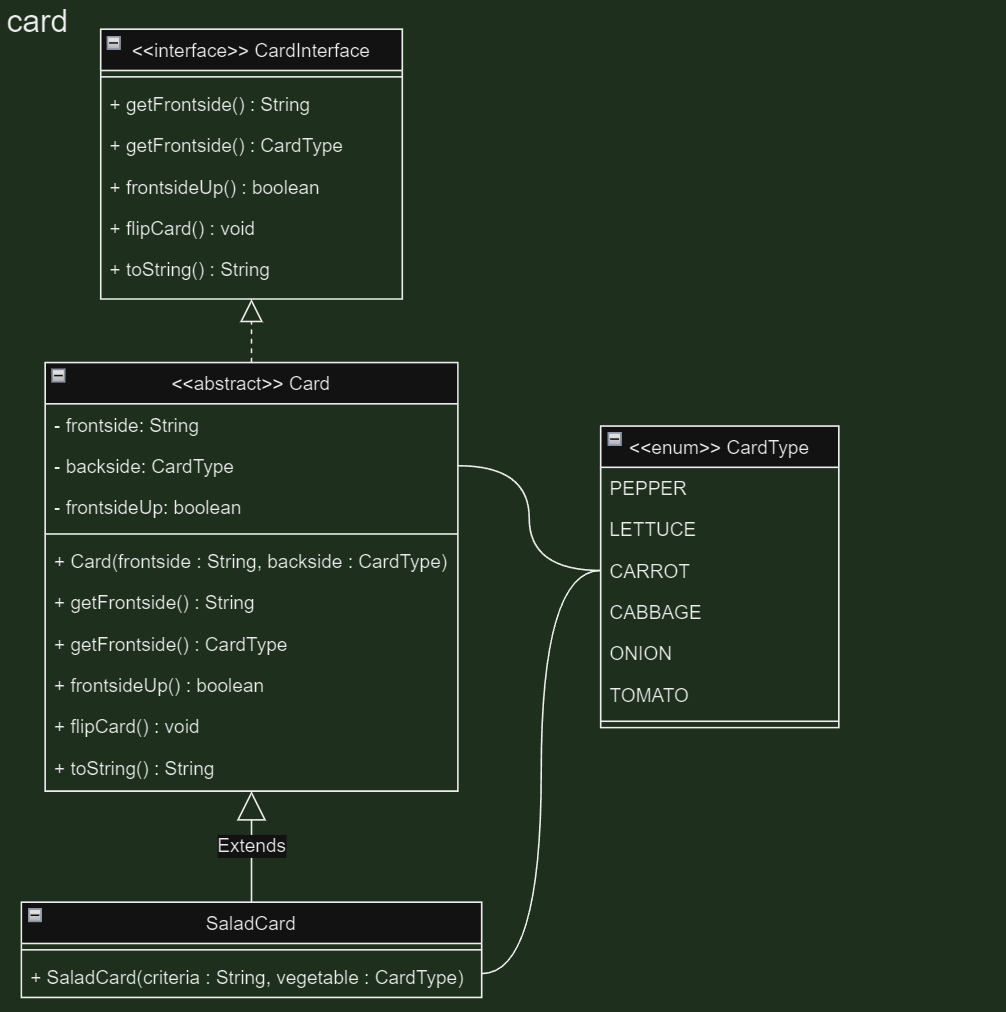 card
<<interface>> CardInterface
+ getFrontside() : String
+ getFrontside() : CardType
+ frontsideUp() : boolean
+ flipCard() : void
+ toString() : String
<<abstract>> Card
- frontside: String
- backside: CardType
- frontsideUp: boolean
+ Card(frontside : String, backside : CardType)
+ getFrontside() : String
+ getFrontside() : CardType
+ frontsideUp() : boolean
+ flipCard() : void
+ toString() : String
<<enum>> CardType
PEPPER
LETTUCE
CARROT
CABBAGE
ONION
TOMATO
Extends
SaladCard
+ SaladCard(criteria : String, vegetable : CardType)